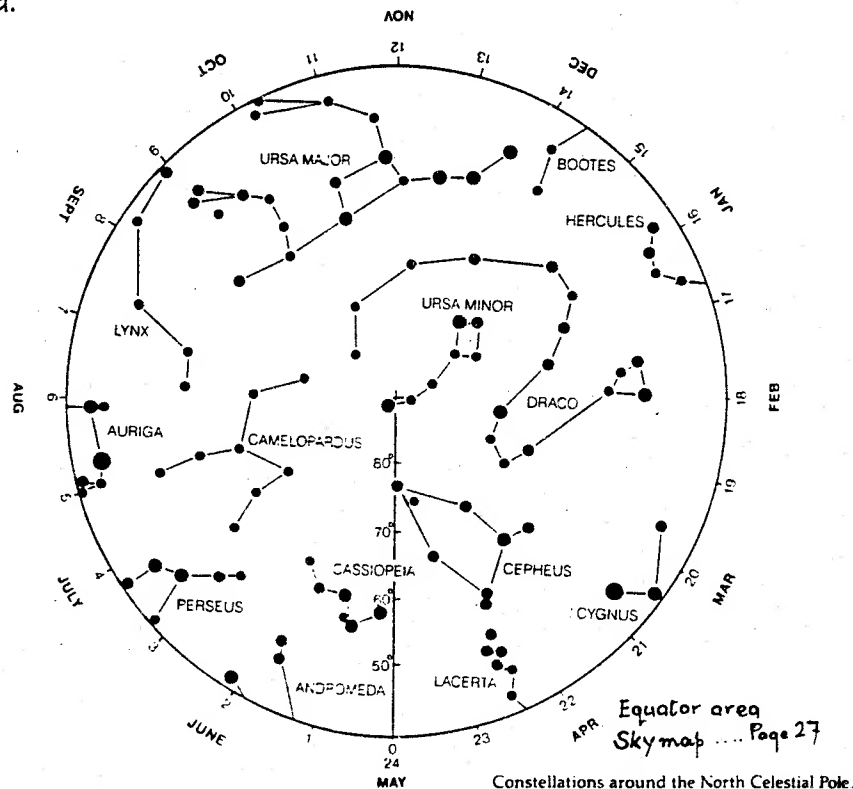 NOV
12
OCT
11
13
DEC
10
14
URSA MAJOR
BOOTES
9
15
SEPT
JAN
8
HERCULES
16
7
URSA MINOR
17
LYNX
AUG
6
DRACO
18
FEB
AURIGA
CAMELOPARDUS
80°
5
19
70°
CASSIOPEIA
CEPHEUS
4
20
JULY
PERSEUS
60°
CYGNUS
MAR
3
21
50°
ANDROMEDA
LACERTA
2
22
JUNE
1
0
23
APR
24
MAY
Equator area
Skymap .... Page 27
Constellations around the North Celestial Pole.